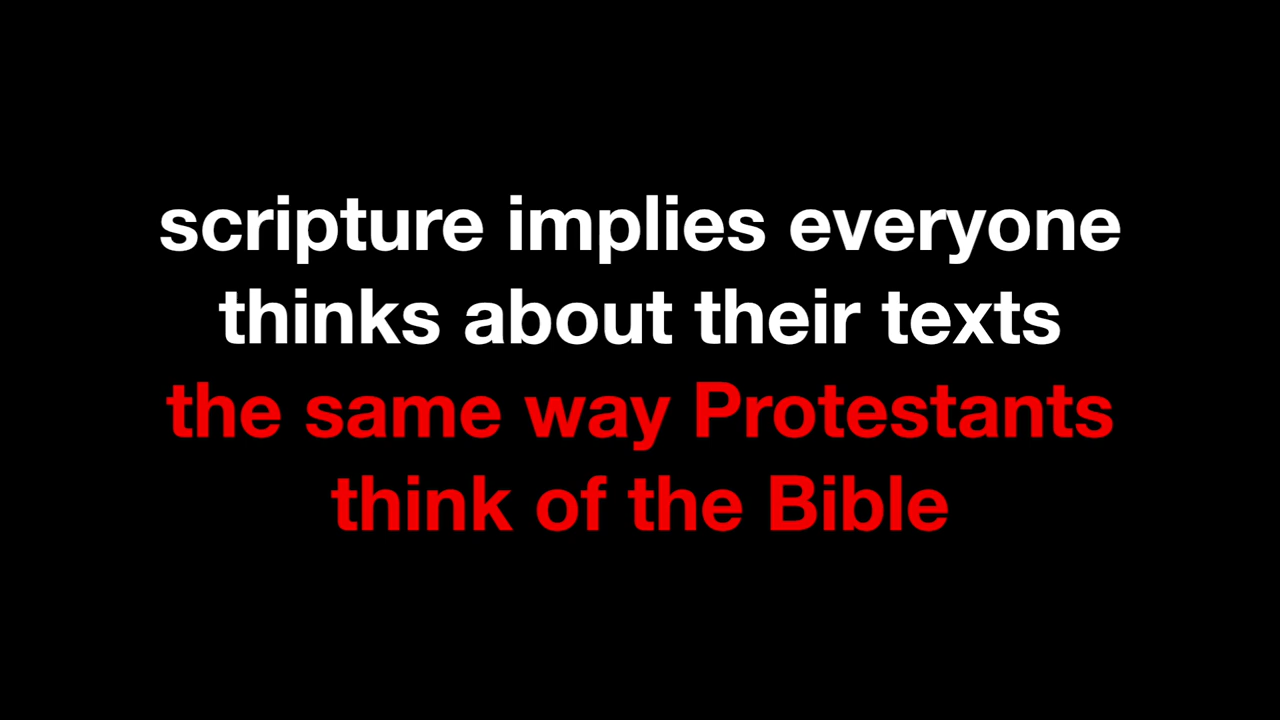 scripture implies everyone
thinks about their texts
the same way Protestants
think of the Bible